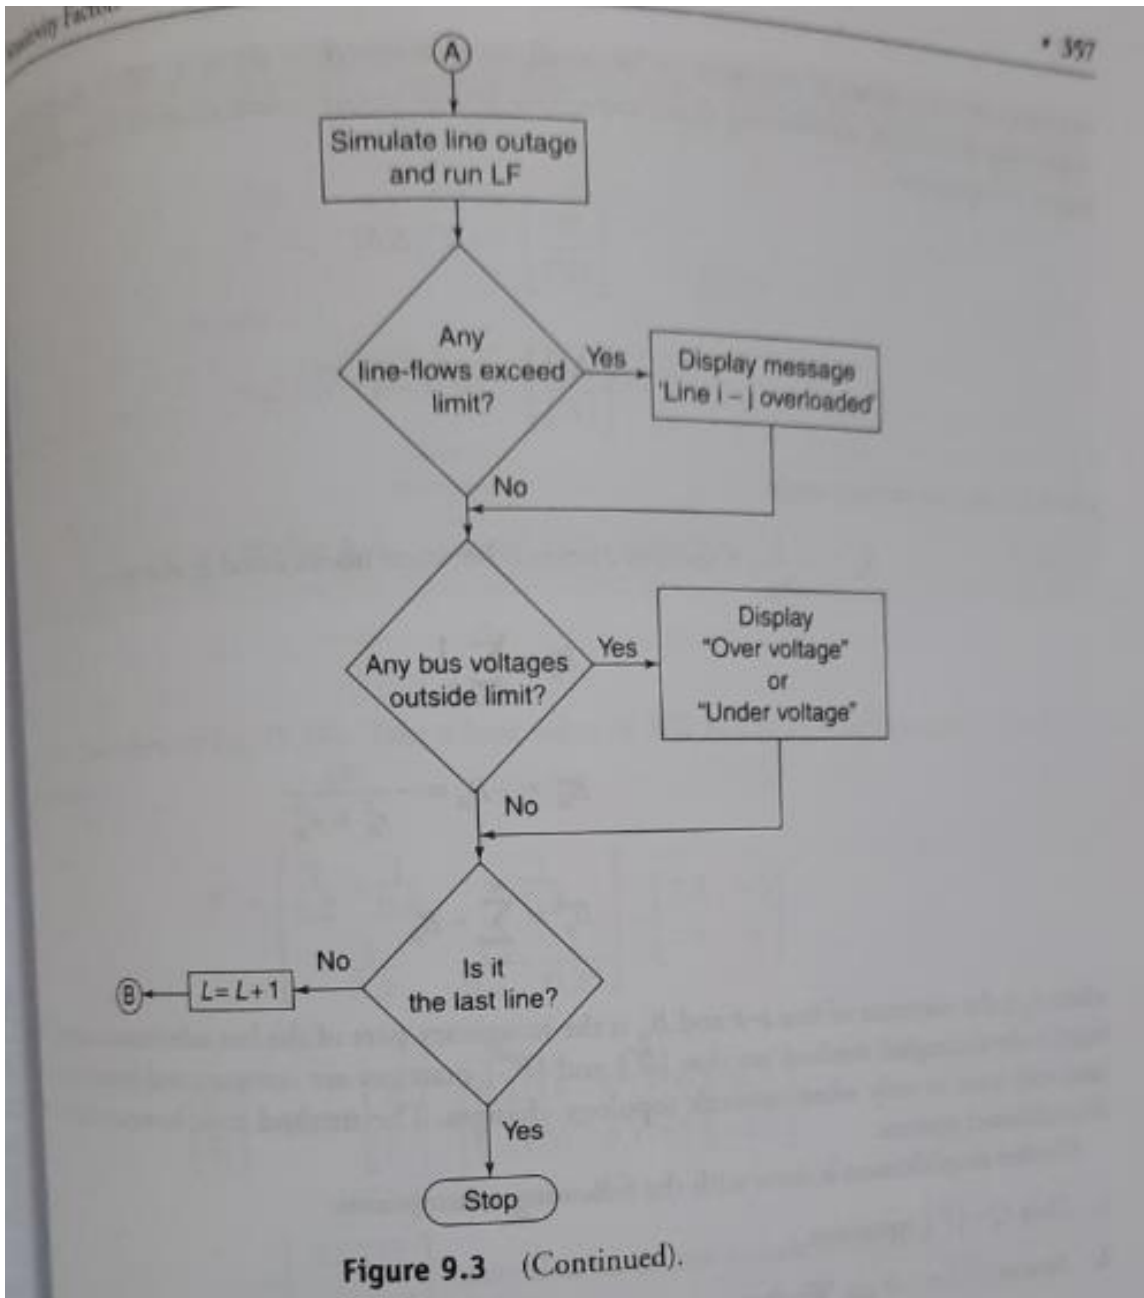 357
A
Simulate line outage
and run LF
Any
line-flows exceed
limit?
Yes
Display message
'Line i – j overloaded'
No
Any bus voltages
outside limit?
Yes
Display
"Over voltage"
or
"Under voltage"
No
Is it
the last line?
No
L = L+1
B
Yes
Stop
Figure 9.3 (Continued).